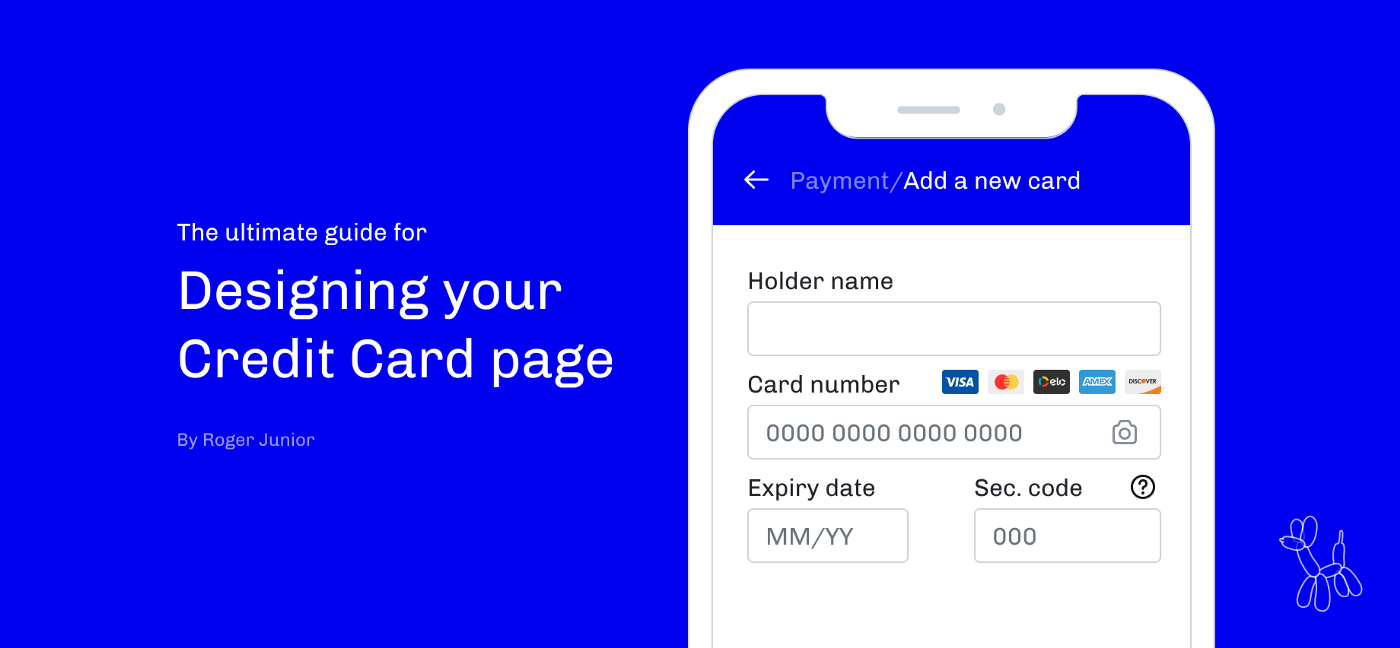 The ultimate guide for
Designing your
Credit Card page
By Roger Junior
Payment/Add a new card
Holder name
Card number
VISA
elo
AMEX
DISCOVER
0000 0000 0000 0000
Expiry date
Sec. code
MM/YY
000